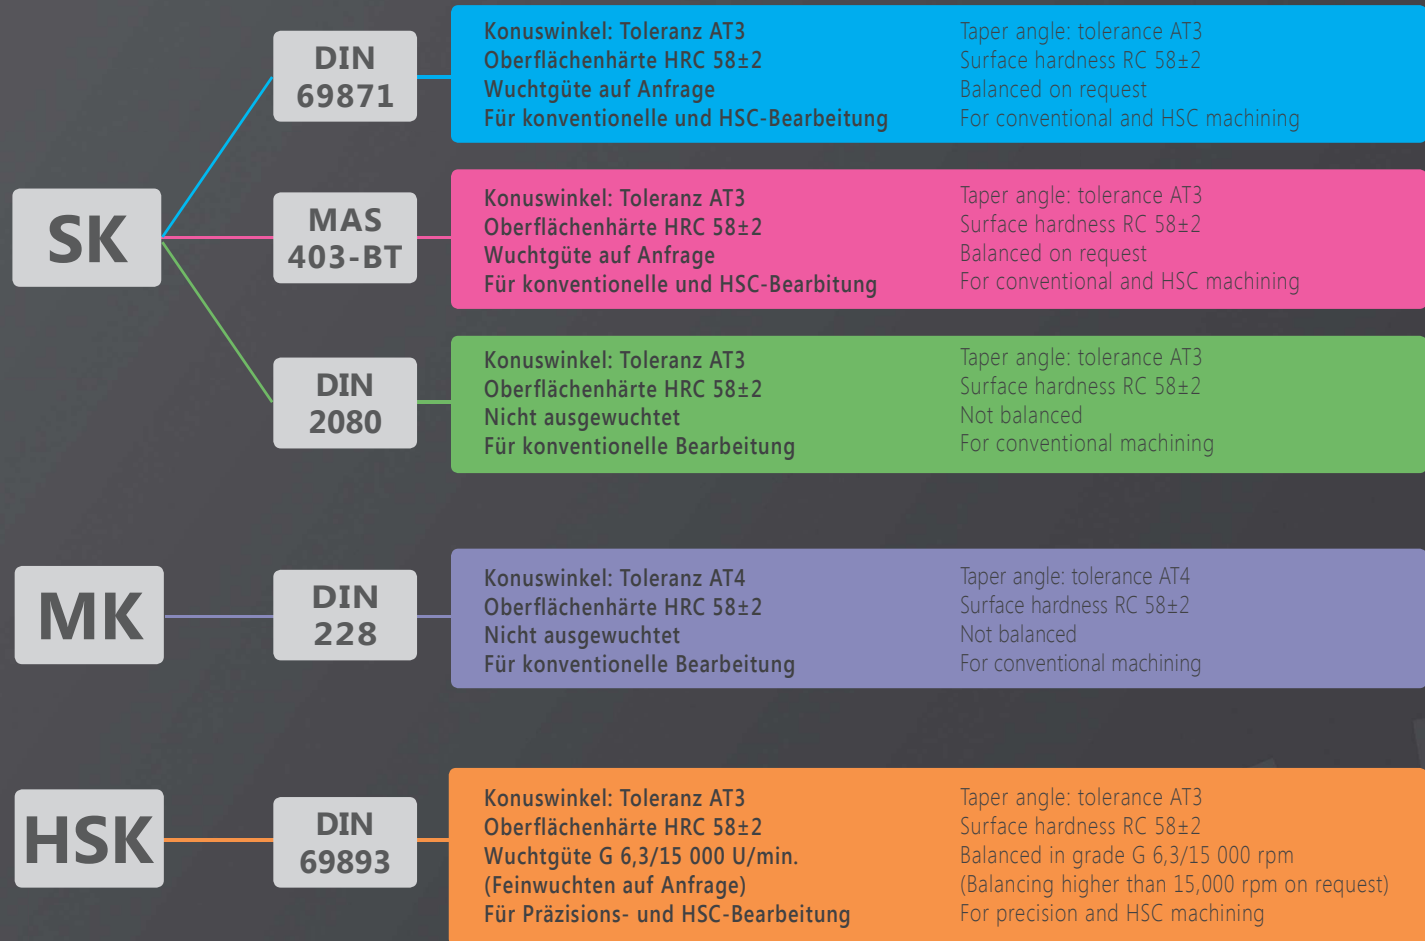 SK
DIN
69871
Konuswinkel: Toleranz AT3
Oberflächenhärte HRC 58±2
Wuchtgüte auf Anfrage
Für konventionelle und HSC-Bearbeitung
Taper angle: tolerance AT3
Surface hardness RC 58±2
Balanced on request
For conventional and HSC machining
MAS
403-BT
Konuswinkel: Toleranz AT3
Oberflächenhärte HRC 58±2
Wuchtgüte auf Anfrage
Für konventionelle und HSC-Bearbitung
Taper angle: tolerance AT3
Surface hardness RC 58±2
Balanced on request
For conventional and HSC machining
DIN
2080
Konuswinkel: Toleranz AT3
Oberflächenhärte HRC 58±2
Nicht ausgewuchtet
Für konventionelle Bearbeitung
Taper angle: tolerance AT3
Surface hardness RC 58±2
Not balanced
For conventional machining
MK
DIN
228
Konuswinkel: Toleranz AT4
Oberflächenhärte HRC 58±2
Nicht ausgewuchtet
Für konventionelle Bearbeitung
Taper angle: tolerance AT4
Surface hardness RC 58±2
Not balanced
For conventional machining
HSK
DIN
69893
Konuswinkel: Toleranz AT3
Oberflächenhärte HRC 58±2
Wuchtgüte G 6,3/15 000 U/min.
(Feinwuchten auf Anfrage)
Für Präzisions- und HSC-Bearbeitung
Taper angle: tolerance AT3
Surface hardness RC 58±2
Balanced in grade G 6,3/15 000 rpm
(Balancing higher than 15,000 rpm on request)
For precision and HSC machining